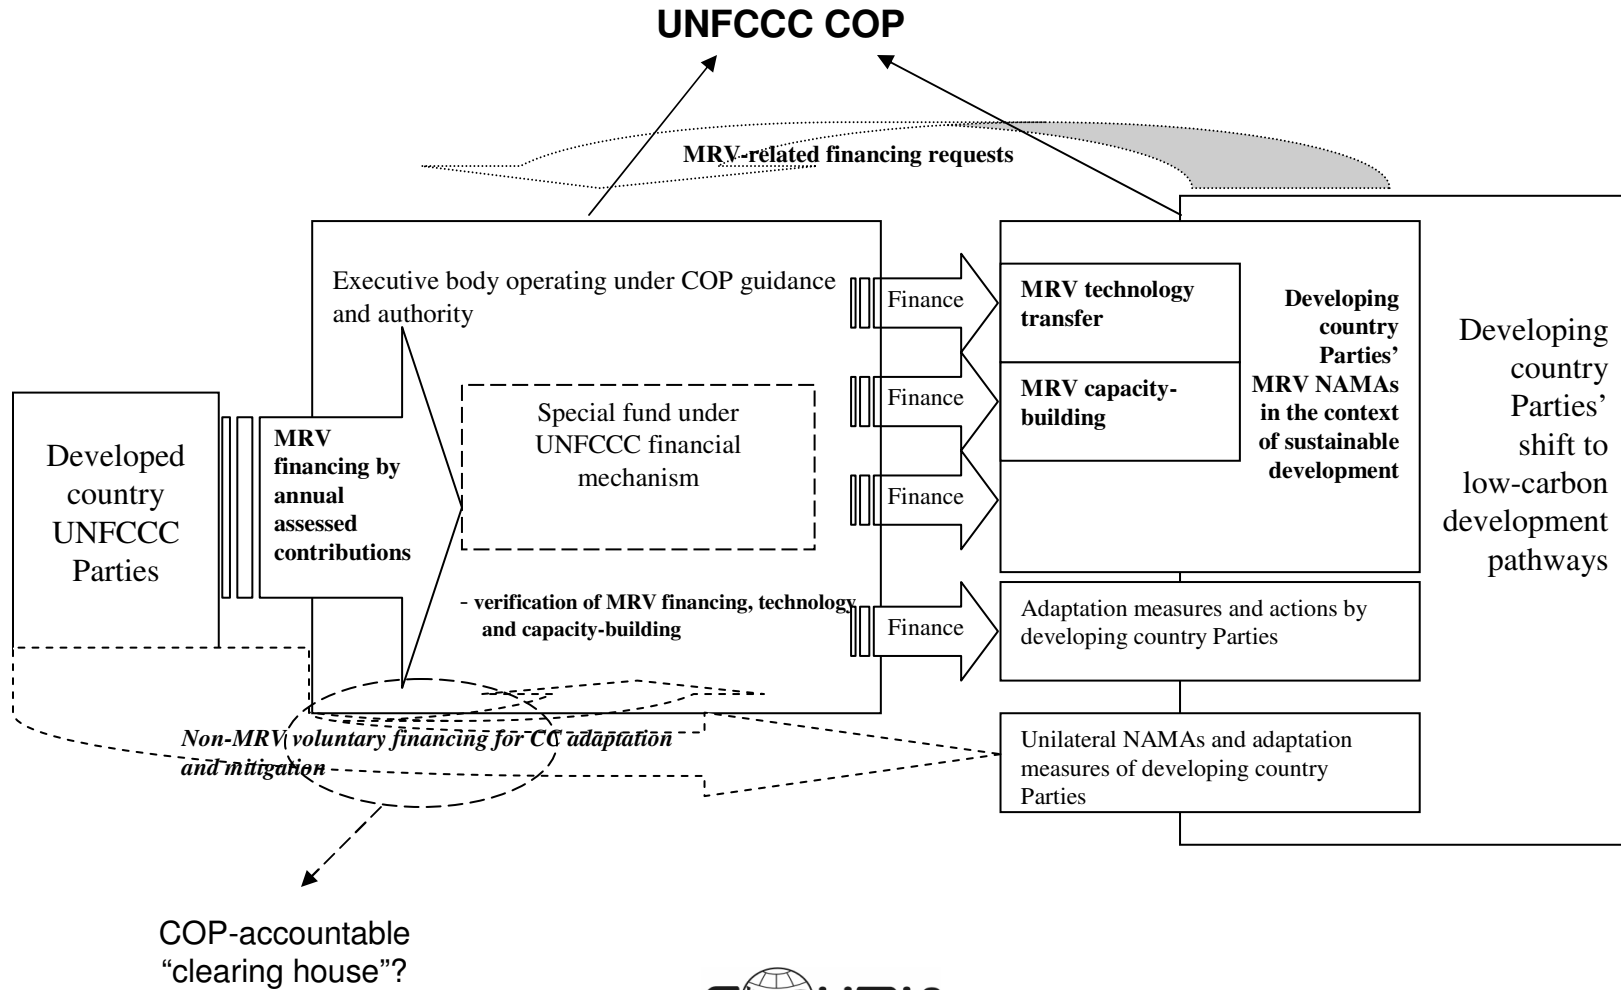 UNFCCC COP
MRV-related financing requests
Executive body operating under COP guidance
and authority
Finance
MRV technology
transfer
Developing
country
Parties’
MRV NAMAs
in the context
of sustainable
development
Developing
country
Parties’
shift to
low-carbon
development
pathways
Finance
MRV capacity-
building
Finance
Special fund under
UNFCCC financial
mechanism
Developed
country
UNFCCC
Parties
MRV
financing by
annual
assessed
contributions
- verification of MRV financing, technology
and capacity-building
Finance
Adaptation measures and actions by
developing country Parties
Non-MRV voluntary financing for CC adaptation
and mitigation
Unilateral NAMAs and adaptation
measures of developing country
Parties
COP-accountable
“clearing house”?